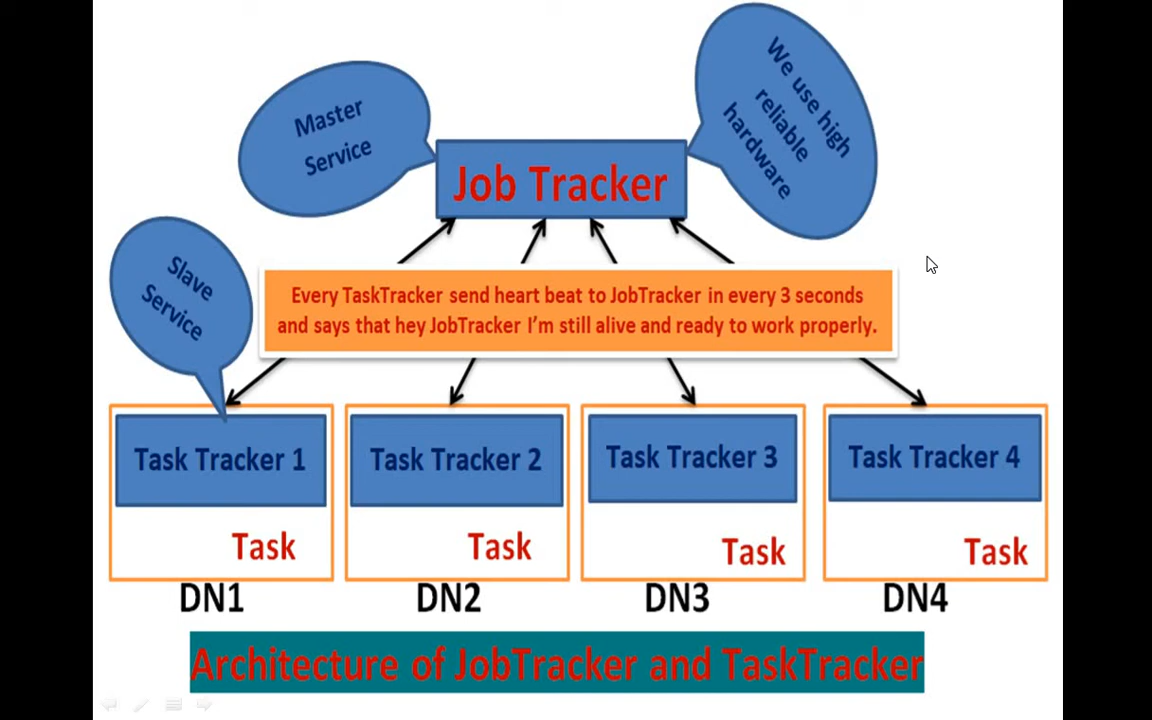 We use high
reliable
hardware
Master
Service
Job Tracker
Slave
Service
Every TaskTracker send heart beat to JobTracker in every 3 seconds
and says that hey JobTracker I'm still alive and ready to work properly.
Task Tracker 1
Task Tracker 2
Task Tracker 3
Task Tracker 4
Task
Task
Task
Task
DN1
DN2
DN3
DN4
Architecture of JobTracker and TaskTracker